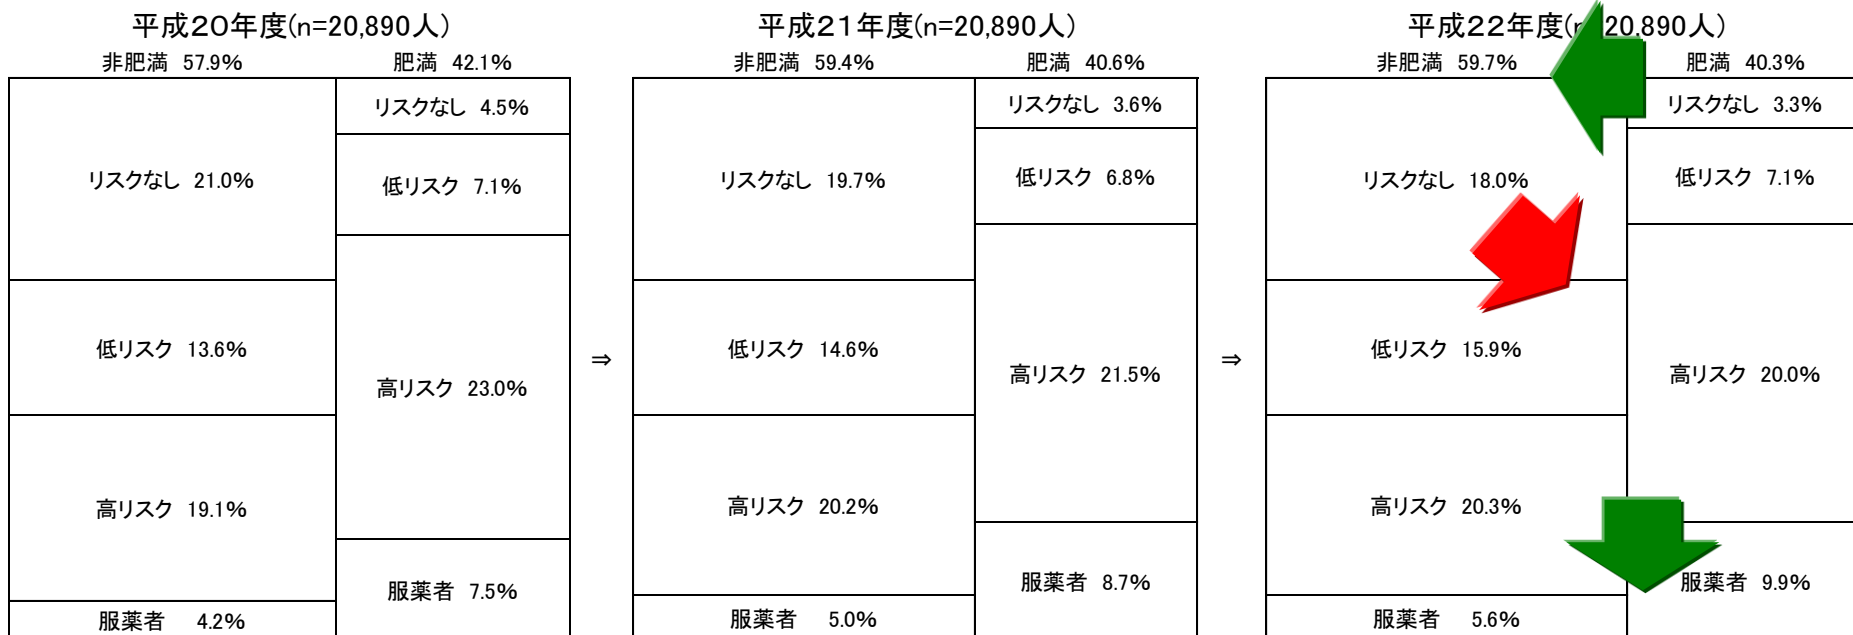 平成20年度(n=20,890人)
非肥満 57.9% 肥満 42.1%
リスクなし 4.5%
リスクなし 21.0%
低リスク 7.1%
低リスク 13.6%
高リスク 23.0%
高リスク 19.1%
服薬者 7.5%
服薬者 4.2%
⇒
平成21年度(n=20,890人)
非肥満 59.4% 肥満 40.6%
リスクなし 3.6%
リスクなし 19.7%
低リスク 6.8%
低リスク 14.6%
高リスク 21.5%
高リスク 20.2%
服薬者 8.7%
服薬者 5.0%
⇒
平成22年度(n=20,890人)
非肥満 59.7% 肥満 40.3%
リスクなし 3.3%
リスクなし 18.0%
低リスク 7.1%
低リスク 15.9%
高リスク 20.0%
高リスク 20.3%
服薬者 9.9%
服薬者 5.6%